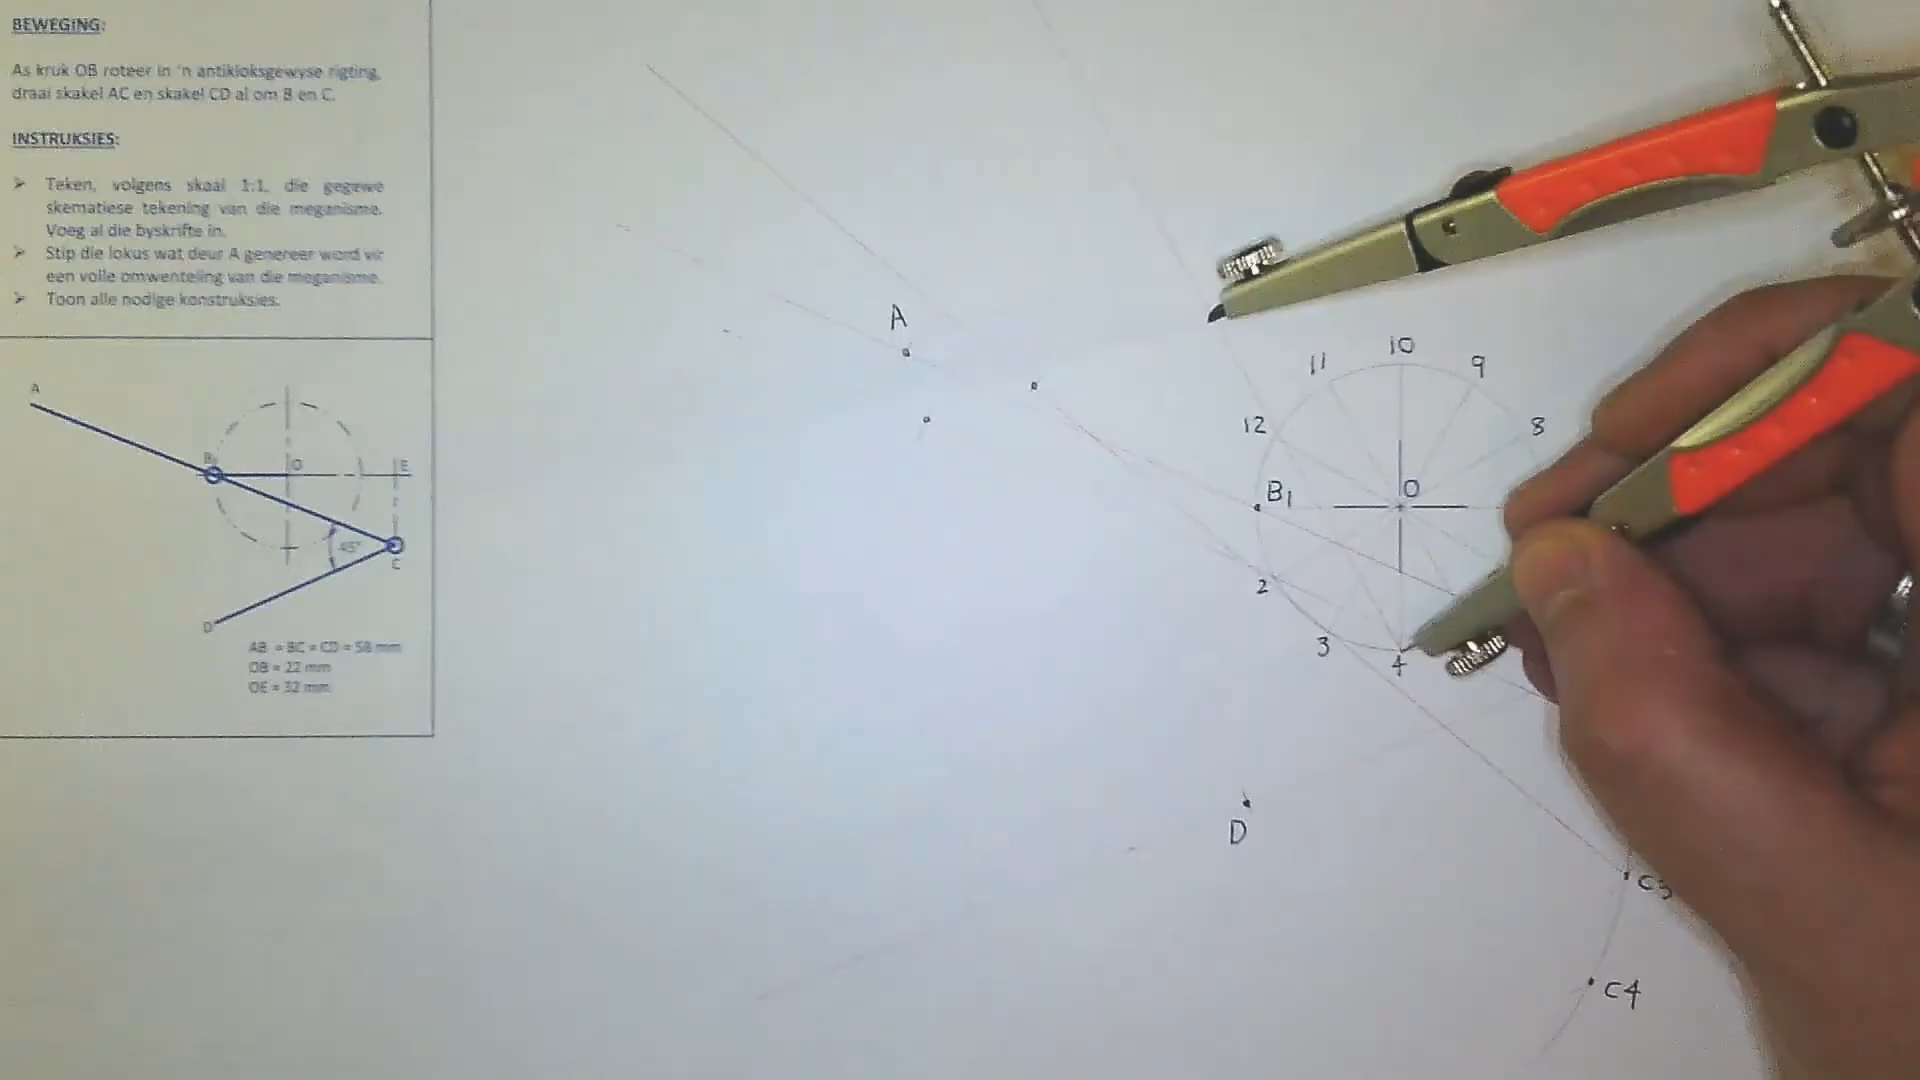 BEWEGING:
As kruk OB roteer in 'n antikloksgewyse rigting,
draai skakel AC en skakel CD al om B en C.
INSTRUKSIES:
➢ Teken, volgens skaal 1:1, die gegewe
skematiese tekening van die meganisme.
Voeg al die byskrifte in.
➢ Stip die lokus wat deur A genereer word vir
een volle omwenteling van die meganisme.
➢ Toon alle nodige konstruksies.
A
B
O
E
45°
C
D
AB = BC = CD = 58 mm
OB = 22 mm
OE = 32 mm
A
11
10
9
12
8
B1
O
2
3
4
D
C3
C4